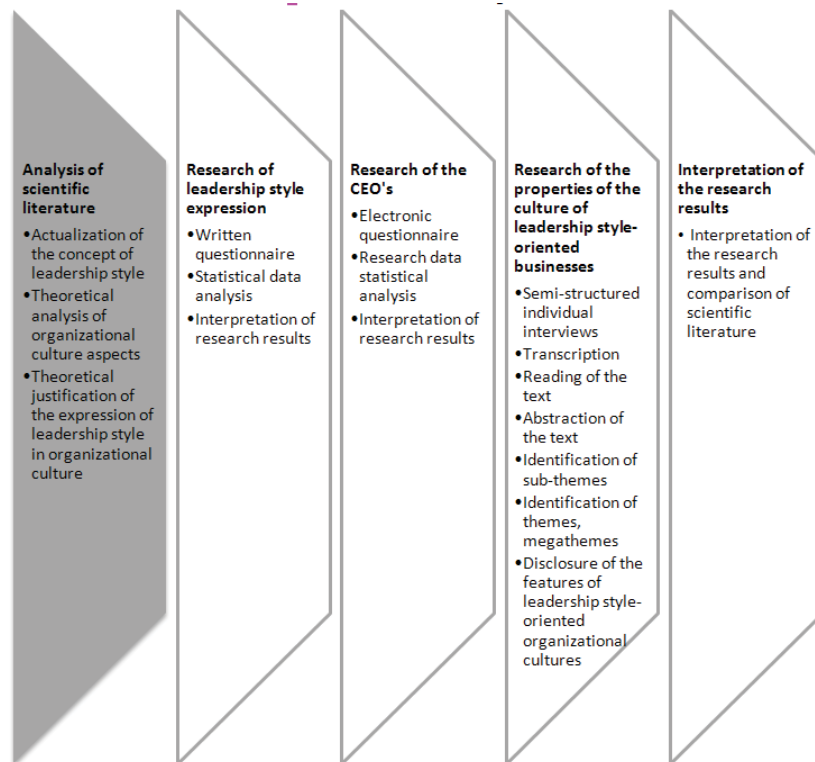 Analysis of
scientific
literature
•Actualization of
the concept of
leadership style
•Theoretical
analysis of
organizational
culture aspects
•Theoretical
justification of
the expression of
leadership style
in organizational
culture
Research of
leadership style
expression
•Written
questionnaire
•Statistical data
analysis
•Interpretation of
research results
Research of the
CEO's
•Electronic
questionnaire
•Research data
statistical
analysis
•Interpretation of
research results
Research of the
properties of the
culture of
leadership style-
oriented
businesses
•Semi-structured
individual
interviews
•Transcription
•Reading of the
text
•Abstraction of
the text
•Identification of
sub-themes
•Identification of
themes,
megathemes
•Disclosure of the
features of
leadership style-
oriented
organizational
cultures
Interpretation of
the research
results
• Interpretation of
the research
results and
comparison of
scientific
literature